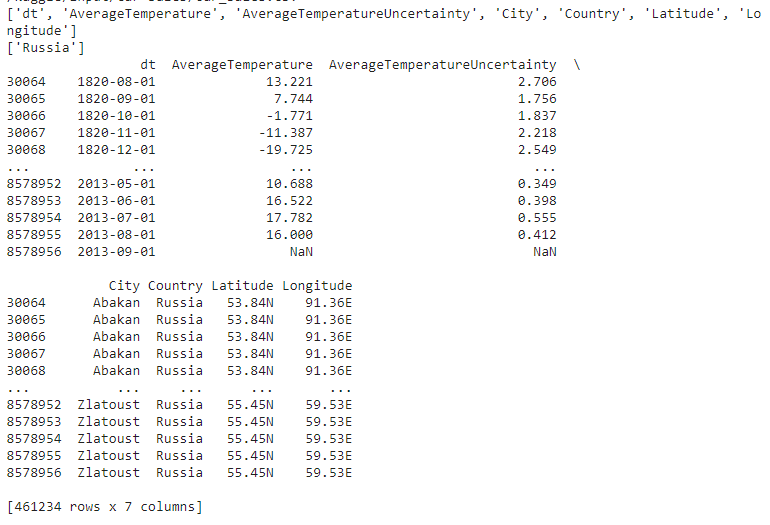 ['dt', 'AverageTemperature', 'AverageTemperatureUncertainty', 'City', 'Country', 'Latitude', 'Lo
ngitude']
['Russia']
dt AverageTemperature AverageTemperatureUncertainty \
30064 1820-08-01 13.221 2.706
30065 1820-09-01 7.744 1.756
30066 1820-10-01 -1.771 1.837
30067 1820-11-01 -11.387 2.218
30068 1820-12-01 -19.725 2.549
... ... ... ...
8578952 2013-05-01 10.688 0.349
8578953 2013-06-01 16.522 0.398
8578954 2013-07-01 17.782 0.555
8578955 2013-08-01 16.000 0.412
8578956 2013-09-01 NaN NaN
City Country Latitude Longitude
30064 Abakan Russia 53.84N 91.36E
30065 Abakan Russia 53.84N 91.36E
30066 Abakan Russia 53.84N 91.36E
30067 Abakan Russia 53.84N 91.36E
30068 Abakan Russia 53.84N 91.36E
... ... ... ... ...
8578952 Zlatoust Russia 55.45N 59.53E
8578953 Zlatoust Russia 55.45N 59.53E
8578954 Zlatoust Russia 55.45N 59.53E
8578955 Zlatoust Russia 55.45N 59.53E
8578956 Zlatoust Russia 55.45N 59.53E
[461234 rows x 7 columns]